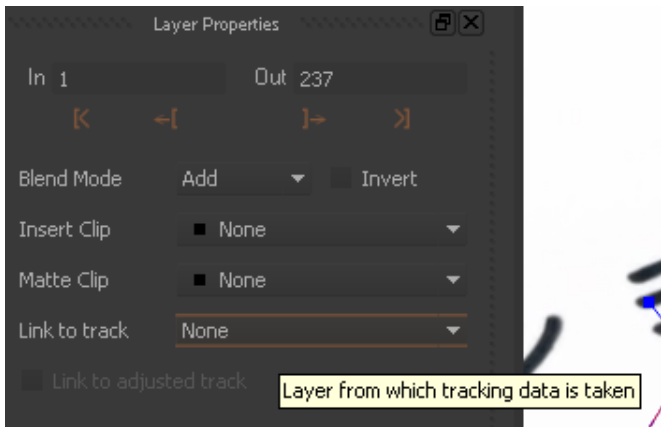 Layer Properties
In 1 Out 237
Blend Mode Add Invert
Insert Clip None
Matte Clip None
Link to track None
Link to adjusted track
Layer from which tracking data is taken